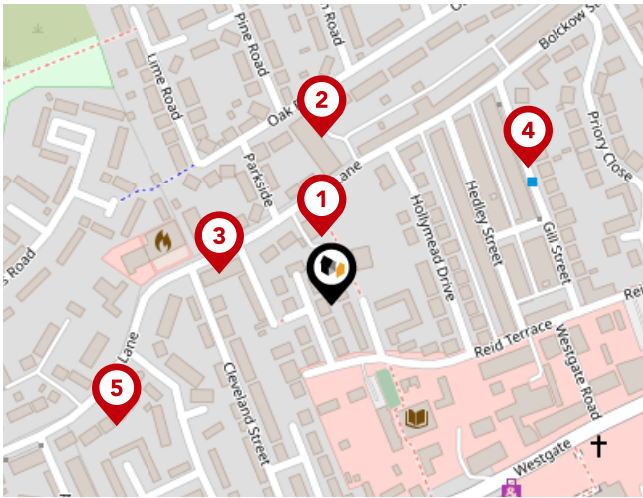 Pine Road
Bolckow St
Lime Road
Oak
2
4
Priory Close
Parkside
Lane
1
Hedley Street
Hollymead Drive
3
Gill Street
s Road
Rei
Reid Terrace
Lane
Westgate Road
5
Cleveland Street
Westgate